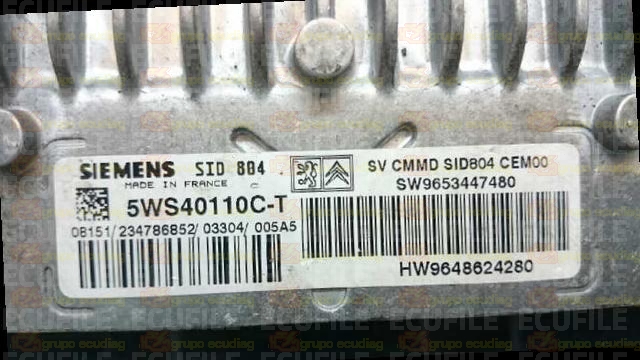 SIEMENS SID 804
MADE IN FRANCE C
SV CMMD SID804 CEM00
SW9653447480
5WS40110C-T
0B151/234786852/03304/005A5
HW9648624280
ECUFILE
grupo ecudiag